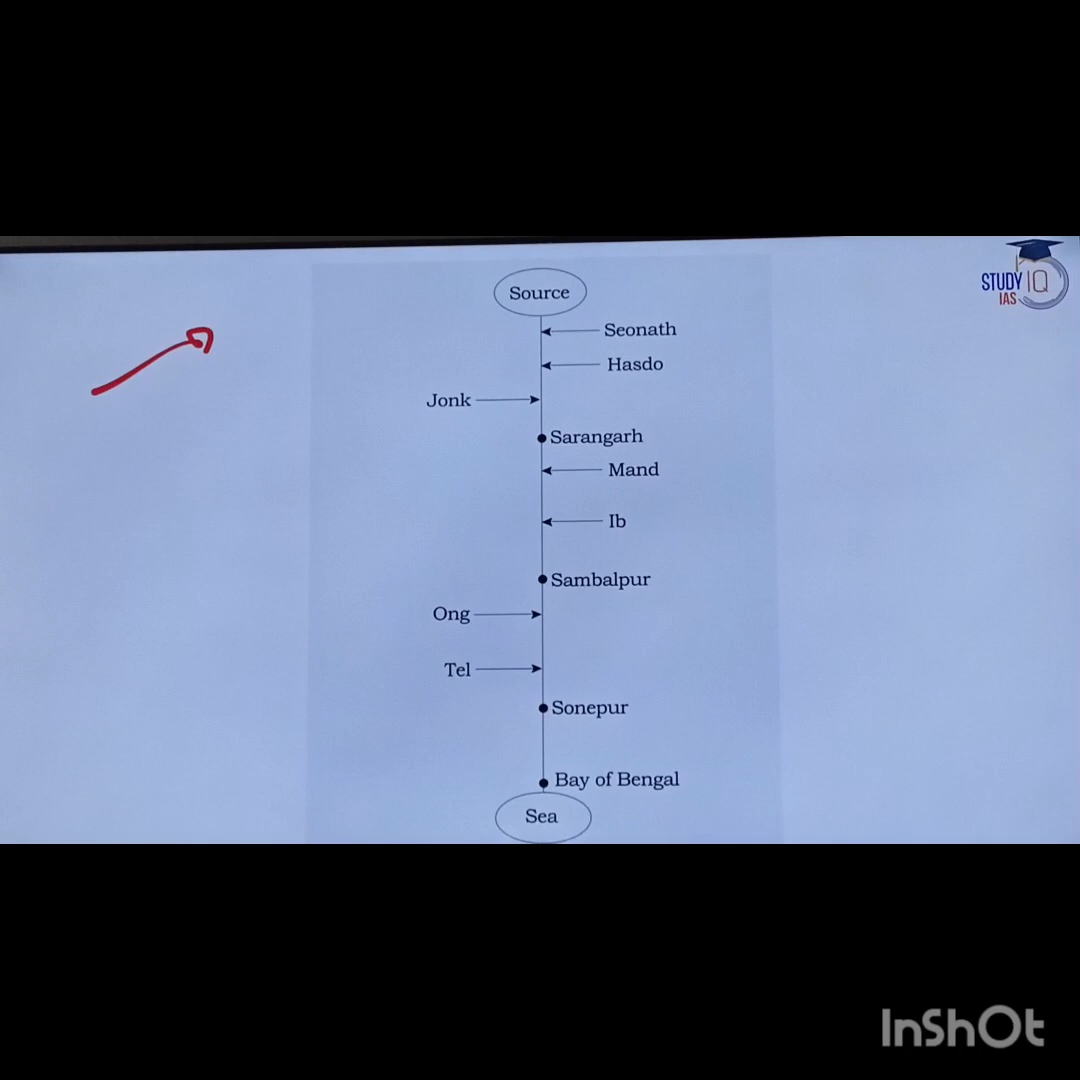 STUDY IQ
IAS
Source
Seonath
Hasdo
Jonk
Sarangarh
Mand
Ib
Sambalpur
Ong
Tel
Sonepur
Bay of Bengal
Sea
InShOt